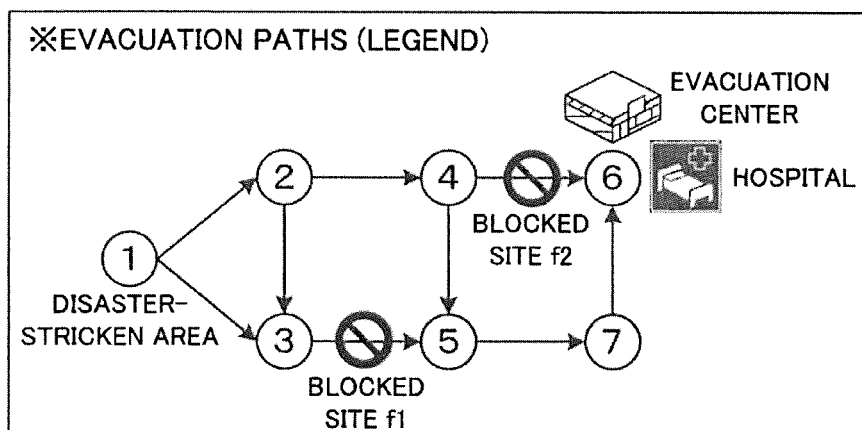 ※EVACUATION PATHS (LEGEND)
EVACUATION
CENTER
2
4
6
HOSPITAL
BLOCKED
SITE f2
1
DISASTER-
STRICKEN AREA
3
5
7
BLOCKED
SITE f1